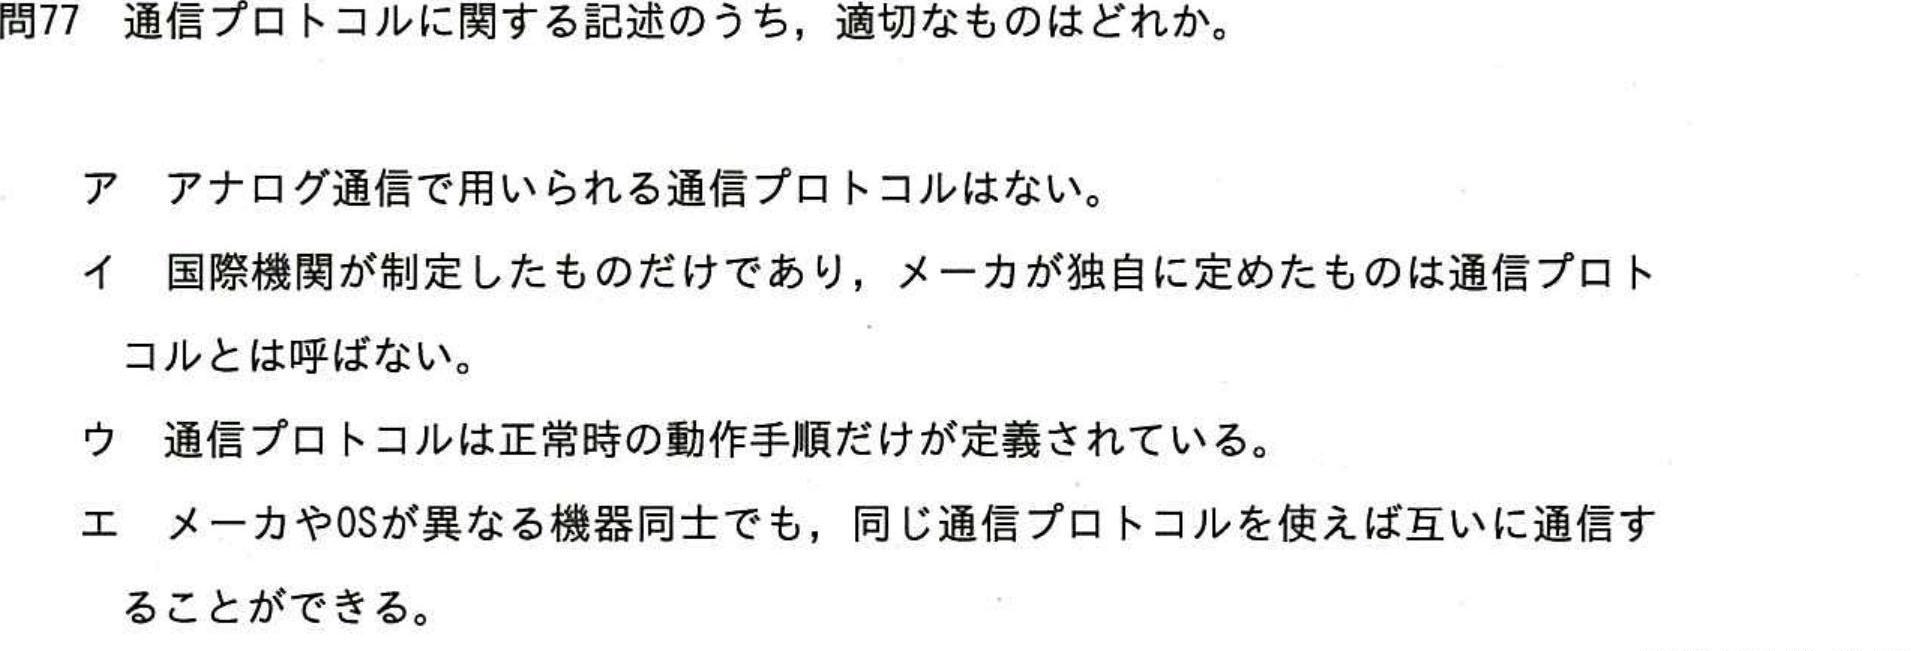 問77　通信プロトコルに関する記述のうち，適切なものはどれか。
ア　アナログ通信で用いられる通信プロトコルはない。
イ　国際機関が制定したものだけであり，メーカが独自に定めたものは通信プロト
コルとは呼ばない。
ウ　通信プロトコルは正常時の動作手順だけが定義されている。
エ　メーカやOSが異なる機器同士でも，同じ通信プロトコルを使えば互いに通信す
ることができる。